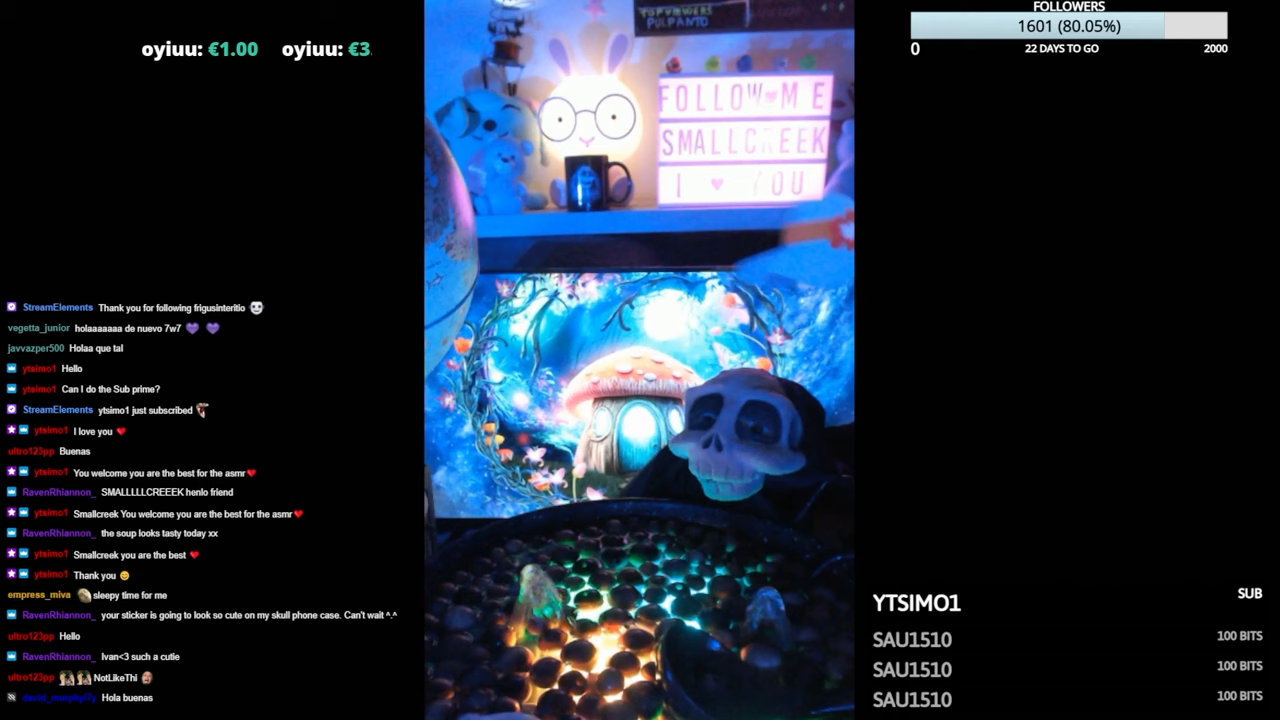 oyiuu: €1.00 oyiuu: €3
FOLLOWERS
1601 (80.05%)
0 22 DAYS TO GO 2000
TOPVIEWERS
PULPANTO
FOLLOW♥ME
SMALLCREEK
I ♥ YOU
StreamElements Thank you for following frigusinteritio
vegetta_junior holaaaaaaa de nuevo 7w7 💜 💜
javvazper500 Holaa que tal
ytsimo1 Hello
ytsimo1 Can I do the Sub prime?
StreamElements ytsimo1 just subscribed
ytsimo1 I love you ❤
ultro123pp Buenas
ytsimo1 You welcome you are the best for the asmr❤
RavenRhiannon_ SMALLLLLCREEEK henlo friend
ytsimo1 Smallcreek You welcome you are the best for the asmr❤
RavenRhiannon_ the soup looks tasty today xx
ytsimo1 Smallcreek you are the best ❤
ytsimo1 Thank you 😊
empress_miva sleepy time for me
RavenRhiannon_ your sticker is going to look so cute on my skull phone case. Can't wait ^.^
ultro123pp Hello
RavenRhiannon_ Ivan<3 such a cutie
ultro123pp NotLikeThi
Hola buenas
YTSIMO1 SUB
SAU1510 100 BITS
SAU1510 100 BITS
SAU1510 100 BITS